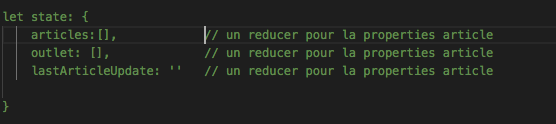 let state: {
articles:[], // un reducer pour la properties article
outlet: [], // un reducer pour la properties article
lastArticleUpdate: '' // un reducer pour la properties article
}